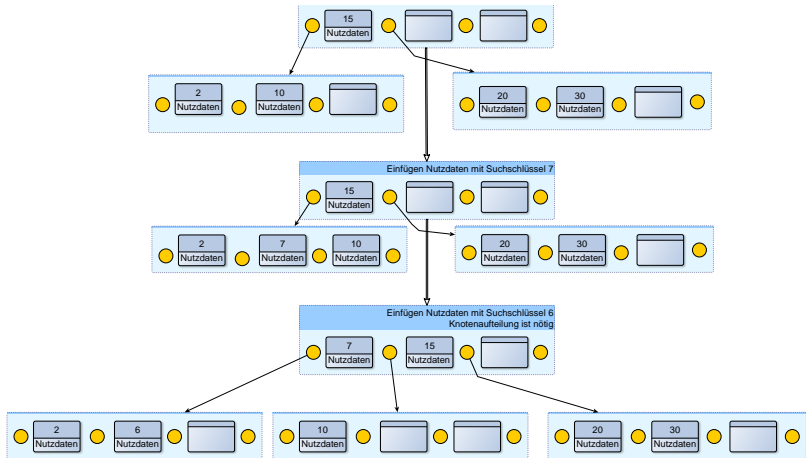 15
Nutzdaten
2
Nutzdaten
10
Nutzdaten
20
Nutzdaten
30
Nutzdaten
Einfügen Nutzdaten mit Suchschlüssel 7
15
Nutzdaten
2
Nutzdaten
7
Nutzdaten
10
Nutzdaten
20
Nutzdaten
30
Nutzdaten
Einfügen Nutzdaten mit Suchschlüssel 6
Knotenaufteilung ist nötig
7
Nutzdaten
15
Nutzdaten
2
Nutzdaten
6
Nutzdaten
10
Nutzdaten
20
Nutzdaten
30
Nutzdaten